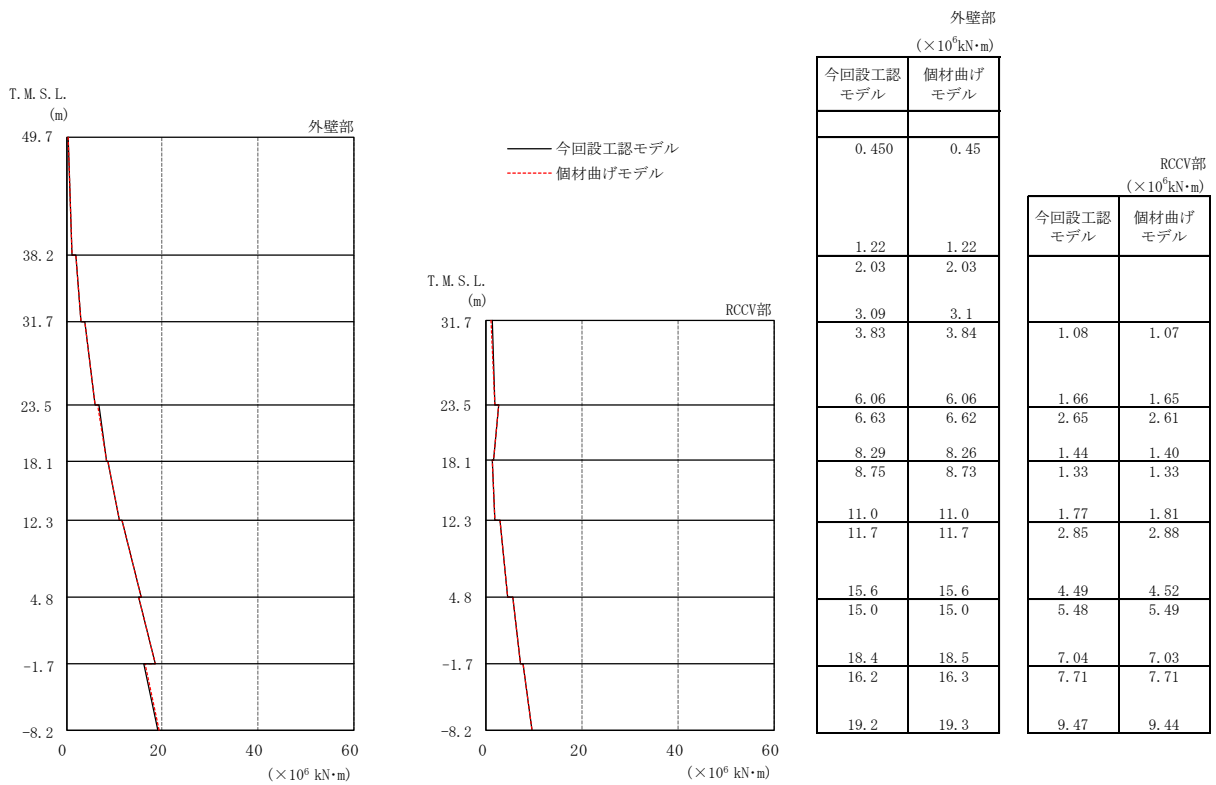 T.M.S.L.
(m)
外壁部
49.7
38.2
31.7
23.5
18.1
12.3
4.8
-1.7
-8.2
0 20 40 60
(×10⁶ kN・m)
今回設工認モデル
個材曲げモデル
T.M.S.L.
(m)
RCCV部
31.7
23.5
18.1
12.3
4.8
-1.7
-8.2
0 20 40 60
(×10⁶ kN・m)
外壁部
(×10⁶kN・m)
今回設工認 個材曲げ
モデル モデル
0.450 0.45
1.22 1.22
2.03 2.03
3.09 3.1
3.83 3.84
6.06 6.06
6.63 6.62
8.29 8.26
8.75 8.73
11.0 11.0
11.7 11.7
15.6 15.6
15.0 15.0
18.4 18.5
16.2 16.3
19.2 19.3
RCCV部
(×10⁶kN・m)
今回設工認 個材曲げ
モデル モデル
1.08 1.07
1.66 1.65
2.65 2.61
1.44 1.40
1.33 1.33
1.77 1.81
2.85 2.88
4.49 4.52
5.48 5.49
7.04 7.03
7.71 7.71
9.47 9.44